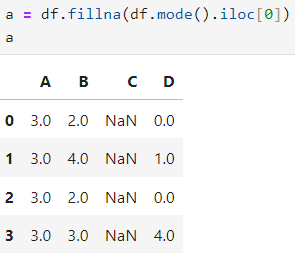 a = df.fillna(df.mode().iloc[0])
a
A B C D
0 3.0 2.0 NaN 0.0
1 3.0 4.0 NaN 1.0
2 3.0 2.0 NaN 0.0
3 3.0 3.0 NaN 4.0